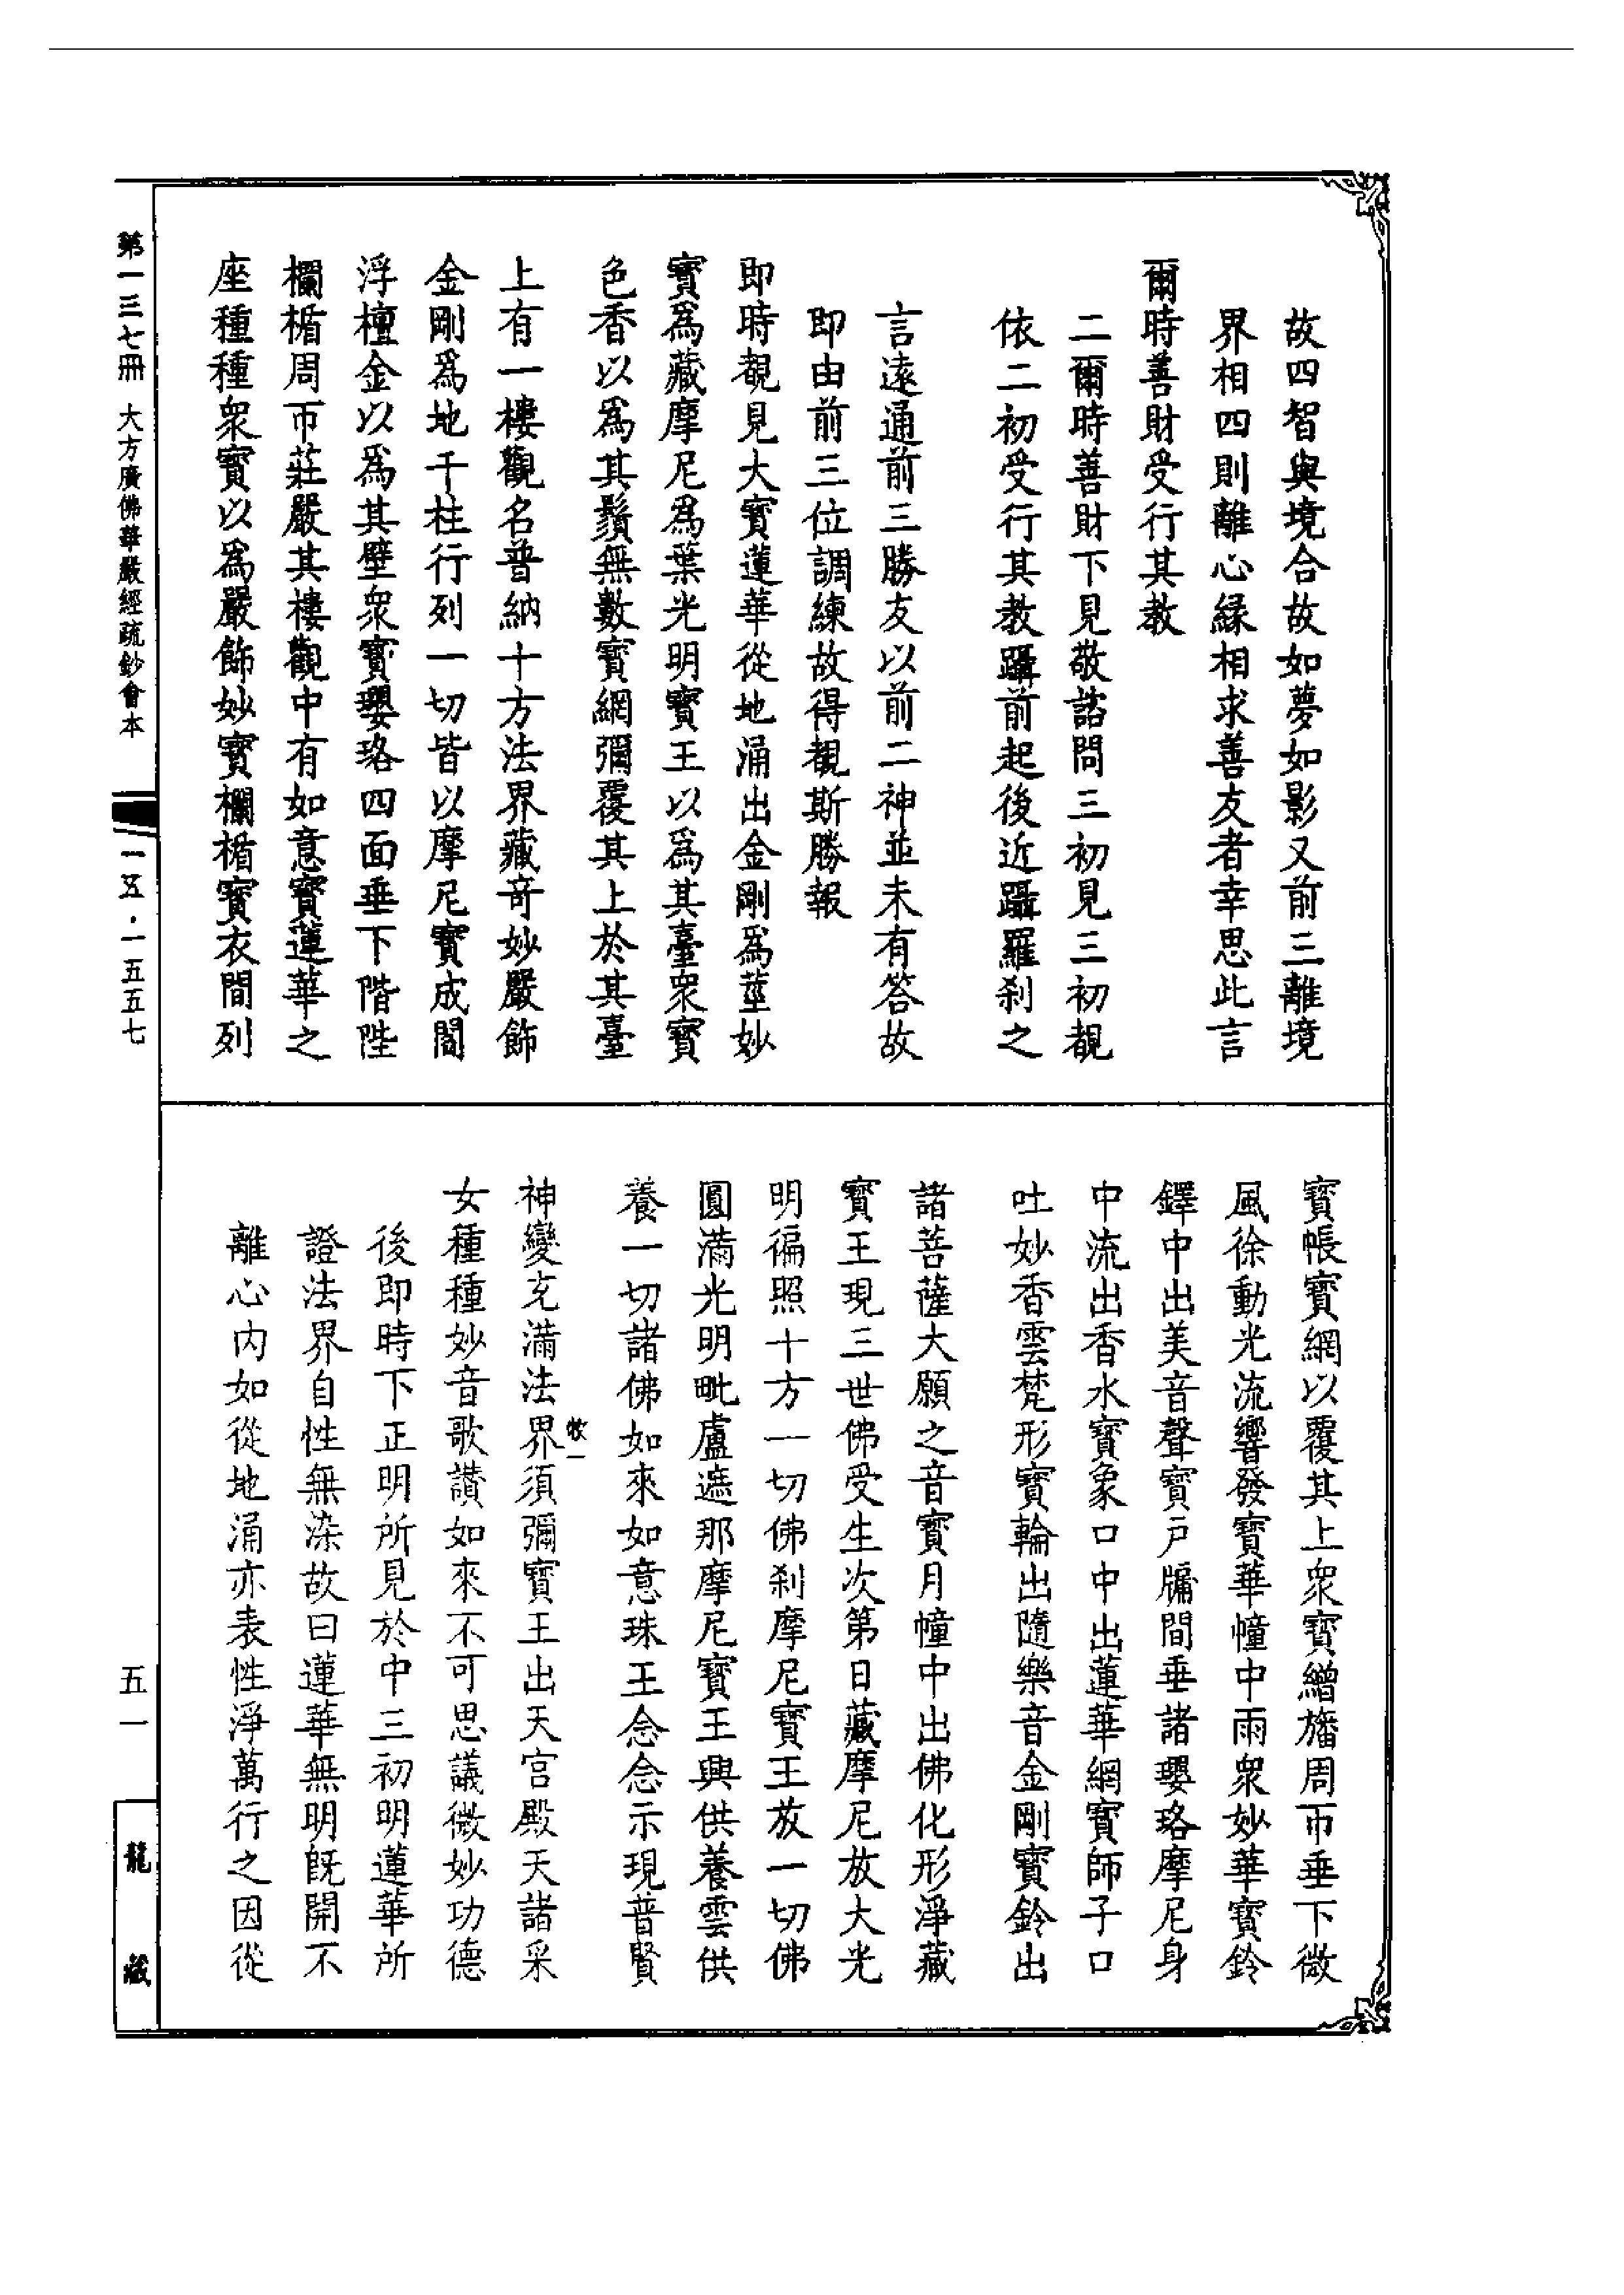 故四智與境合故如夢如影又前三離境
界相四則離心緣相求善友者幸思此言
爾時善財受行其教
二爾時善財下見敬諮問三初見三初覩
依二初受行其教躡前起後近躡羅刹之
言遠通前三勝友以前二神並未有答故
即由前三位調練故得覩斯勝報
即時覩見大寶蓮華從地涌出金剛爲莖妙
寶爲藏摩尼爲葉光明寶王以爲其臺衆寶
色香以爲其鬚無數寶網彌覆其上於其臺
上有一樓觀名普納十方法界藏奇妙嚴飾
金剛爲地千柱行列一切皆以摩尼寶成閻
浮檀金以爲其壁衆寶瓔珞四面垂下階陛
欄楯周帀莊嚴其樓觀中有如意寶蓮華之
座種種衆寶以爲嚴飾妙寶欄楯寶衣間列
寶帳寶網以覆其上衆寶繒旛周帀垂下微
風徐動光流響發寶華幢中雨衆妙華寶鈴
鐸中出美音聲寶戶牖間垂諸瓔珞摩尼身
中流出香水寶象口中出蓮華網寶師子口
吐妙香雲梵形寶輪出隨樂音金剛寶鈴出
諸菩薩大願之音寶月幢中出佛化形淨藏
寶王現三世佛受生次第日藏摩尼放大光
明徧照十方一切佛刹摩尼寶王放一切佛
圓滿光明毗盧遮那摩尼寶王興供養雲供
養一切諸佛如來如意珠王念念示現普賢
神變充滿法界須彌寶王出天宮殿天諸采
女種種妙音歌讃如來不可思議微妙功德
後即時下正明所見於中三初明蓮華所
證法界自性無染故曰蓮華無明旣開不
離心內如從地涌亦表性淨萬行之因從
第一三七冊 大方廣佛華嚴經疏鈔會本
一五·一五五七
五一
龍藏